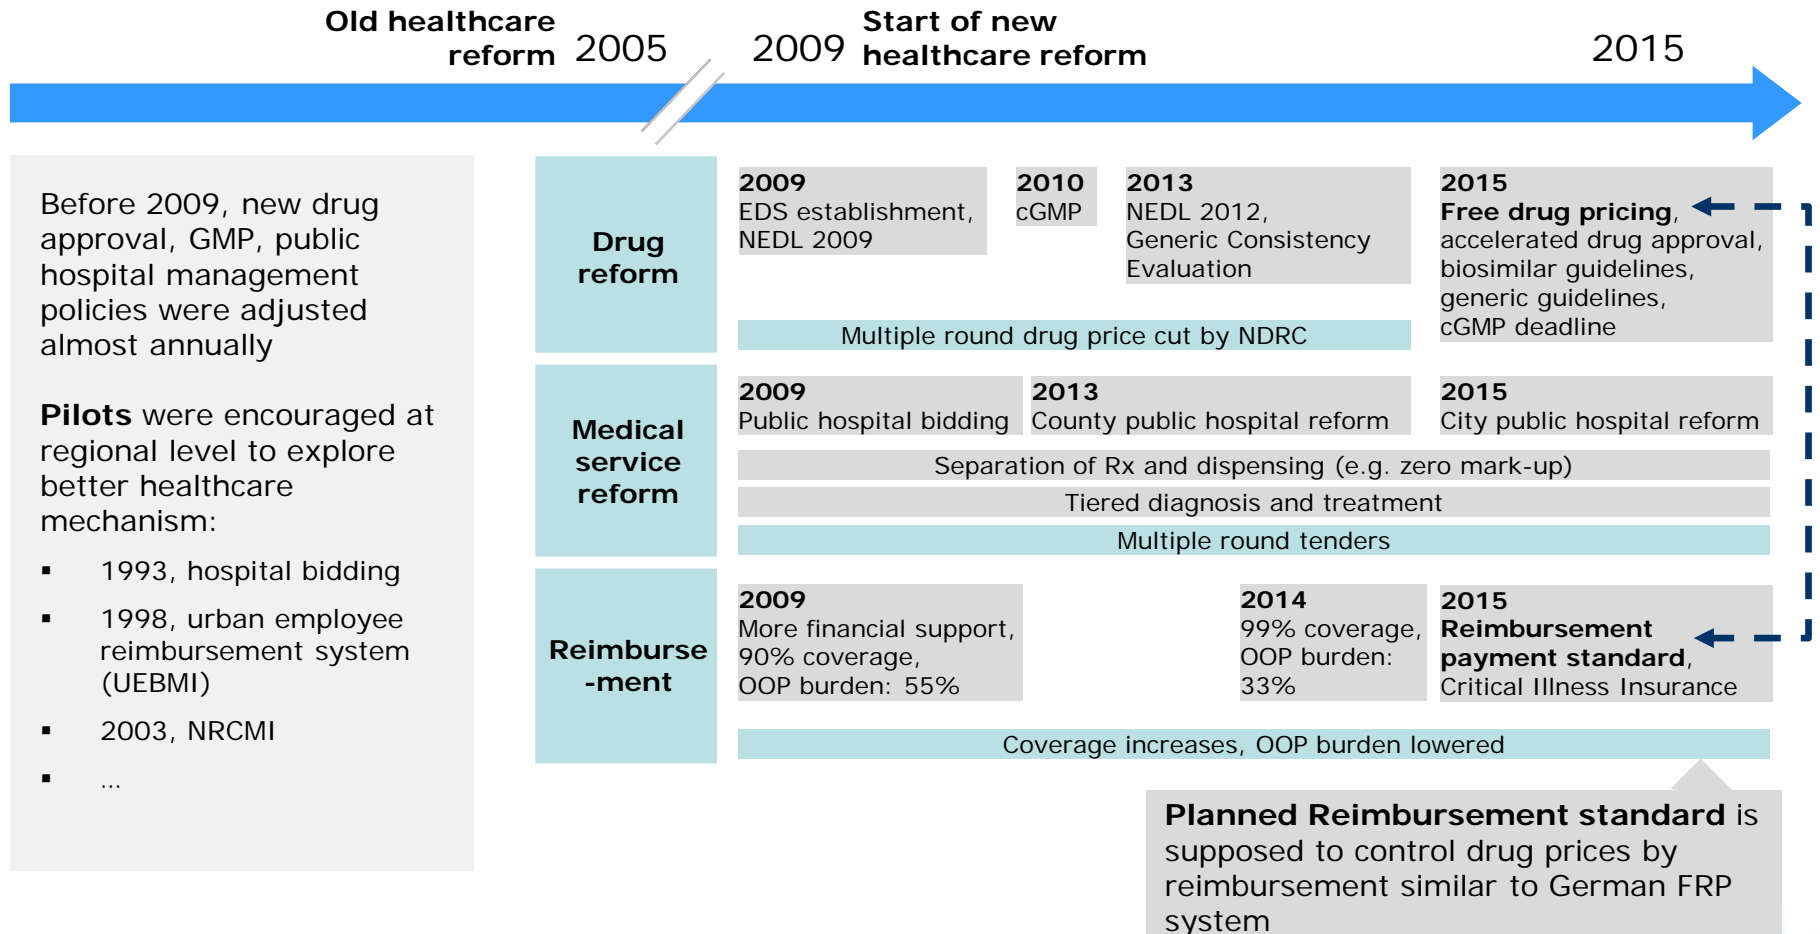 Old healthcare
reform
2005
2009
Start of new
healthcare reform
2015
Before 2009, new drug
approval, GMP, public
hospital management
policies were adjusted
almost annually
Pilots were encouraged at
regional level to explore
better healthcare
mechanism:
▪ 1993, hospital bidding
▪ 1998, urban employee
reimbursement system
(UEBMI)
▪ 2003, NRCMI
▪ ...
Drug
reform
2009
EDS establishment,
NEDL 2009
2010
cGMP
2013
NEDL 2012,
Generic Consistency
Evaluation
2015
Free drug pricing,
accelerated drug approval,
biosimilar guidelines,
generic guidelines,
cGMP deadline
Multiple round drug price cut by NDRC
Medical
service
reform
2009
Public hospital bidding
2013
County public hospital reform
2015
City public hospital reform
Separation of Rx and dispensing (e.g. zero mark-up)
Tiered diagnosis and treatment
Multiple round tenders
Reimburse
-ment
2009
More financial support,
90% coverage,
OOP burden: 55%
2014
99% coverage,
OOP burden:
33%
2015
Reimbursement
payment standard,
Critical Illness Insurance
Coverage increases, OOP burden lowered
Planned Reimbursement standard is
supposed to control drug prices by
reimbursement similar to German FRP
system